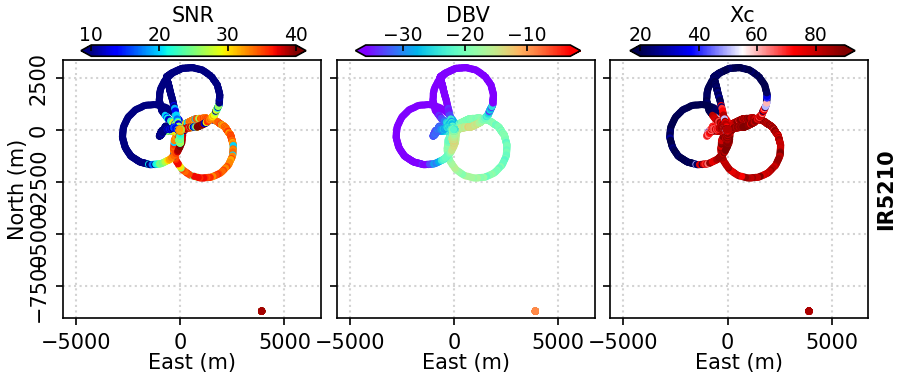 SNR
DBV
Xc
10 20 30 40
−30 −20 −10
20 40 60 80
2500
0
−2500
−5000
−7500
North (m)
−5000 0 5000
−5000 0 5000
−5000 0 5000
East (m)
East (m)
East (m)
IR5210